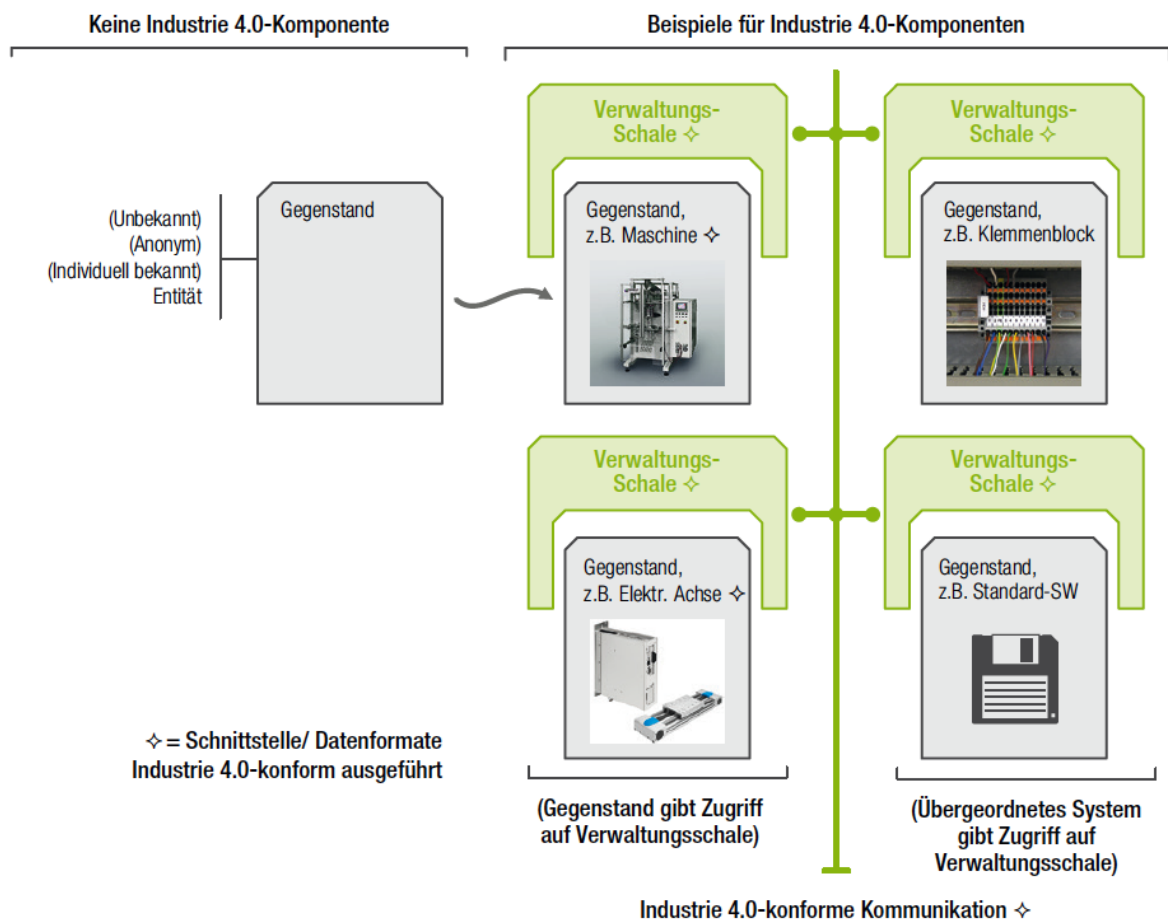 Keine Industrie 4.0-Komponente
Beispiele für Industrie 4.0-Komponenten
(Unbekannt)
(Anonym)
(Individuell bekannt)
Entität
Gegenstand
Verwaltungs-
Schale ✧
Gegenstand,
z.B. Maschine ✧
Verwaltungs-
Schale ✧
Gegenstand,
z.B. Klemmenblock
Verwaltungs-
Schale ✧
Gegenstand,
z.B. Elektr. Achse ✧
Verwaltungs-
Schale ✧
Gegenstand,
z.B. Standard-SW
✧ = Schnittstelle/ Datenformate
Industrie 4.0-konform ausgeführt
(Gegenstand gibt Zugriff
auf Verwaltungsschale)
(Übergeordnetes System
gibt Zugriff auf
Verwaltungsschale)
Industrie 4.0-konforme Kommunikation ✧